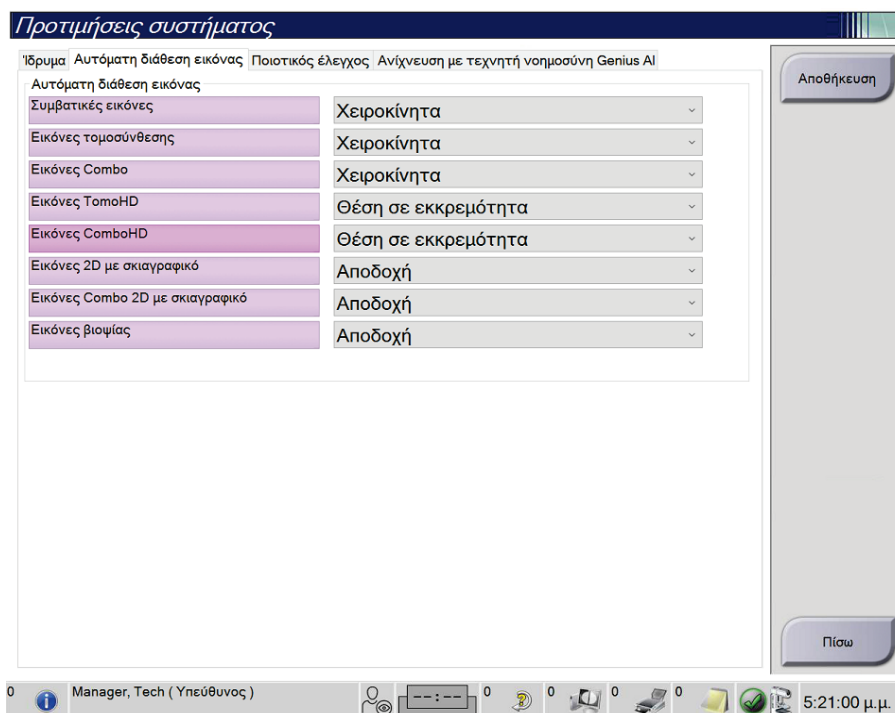 Προτιμήσεις συστήματος
Ίδρυμα Αυτόματη διάθεση εικόνας Ποιοτικός έλεγχος Ανίχνευση με τεχνητή νοημοσύνη Genius AI
Αυτόματη διάθεση εικόνας
Συμβατικές εικόνες Χειροκίνητα
Εικόνες τομοσύνθεσης Χειροκίνητα
Εικόνες Combo Χειροκίνητα
Εικόνες TomoHD Θέση σε εκκρεμότητα
Εικόνες ComboHD Θέση σε εκκρεμότητα
Εικόνες 2D με σκιαγραφικό Αποδοχή
Εικόνες Combo 2D με σκιαγραφικό Αποδοχή
Εικόνες βιοψίας Αποδοχή
Αποθήκευση
Πίσω
0 Manager, Tech ( Υπεύθυνος ) --:-- 0 0 0 0 5:21:00 μ.μ.